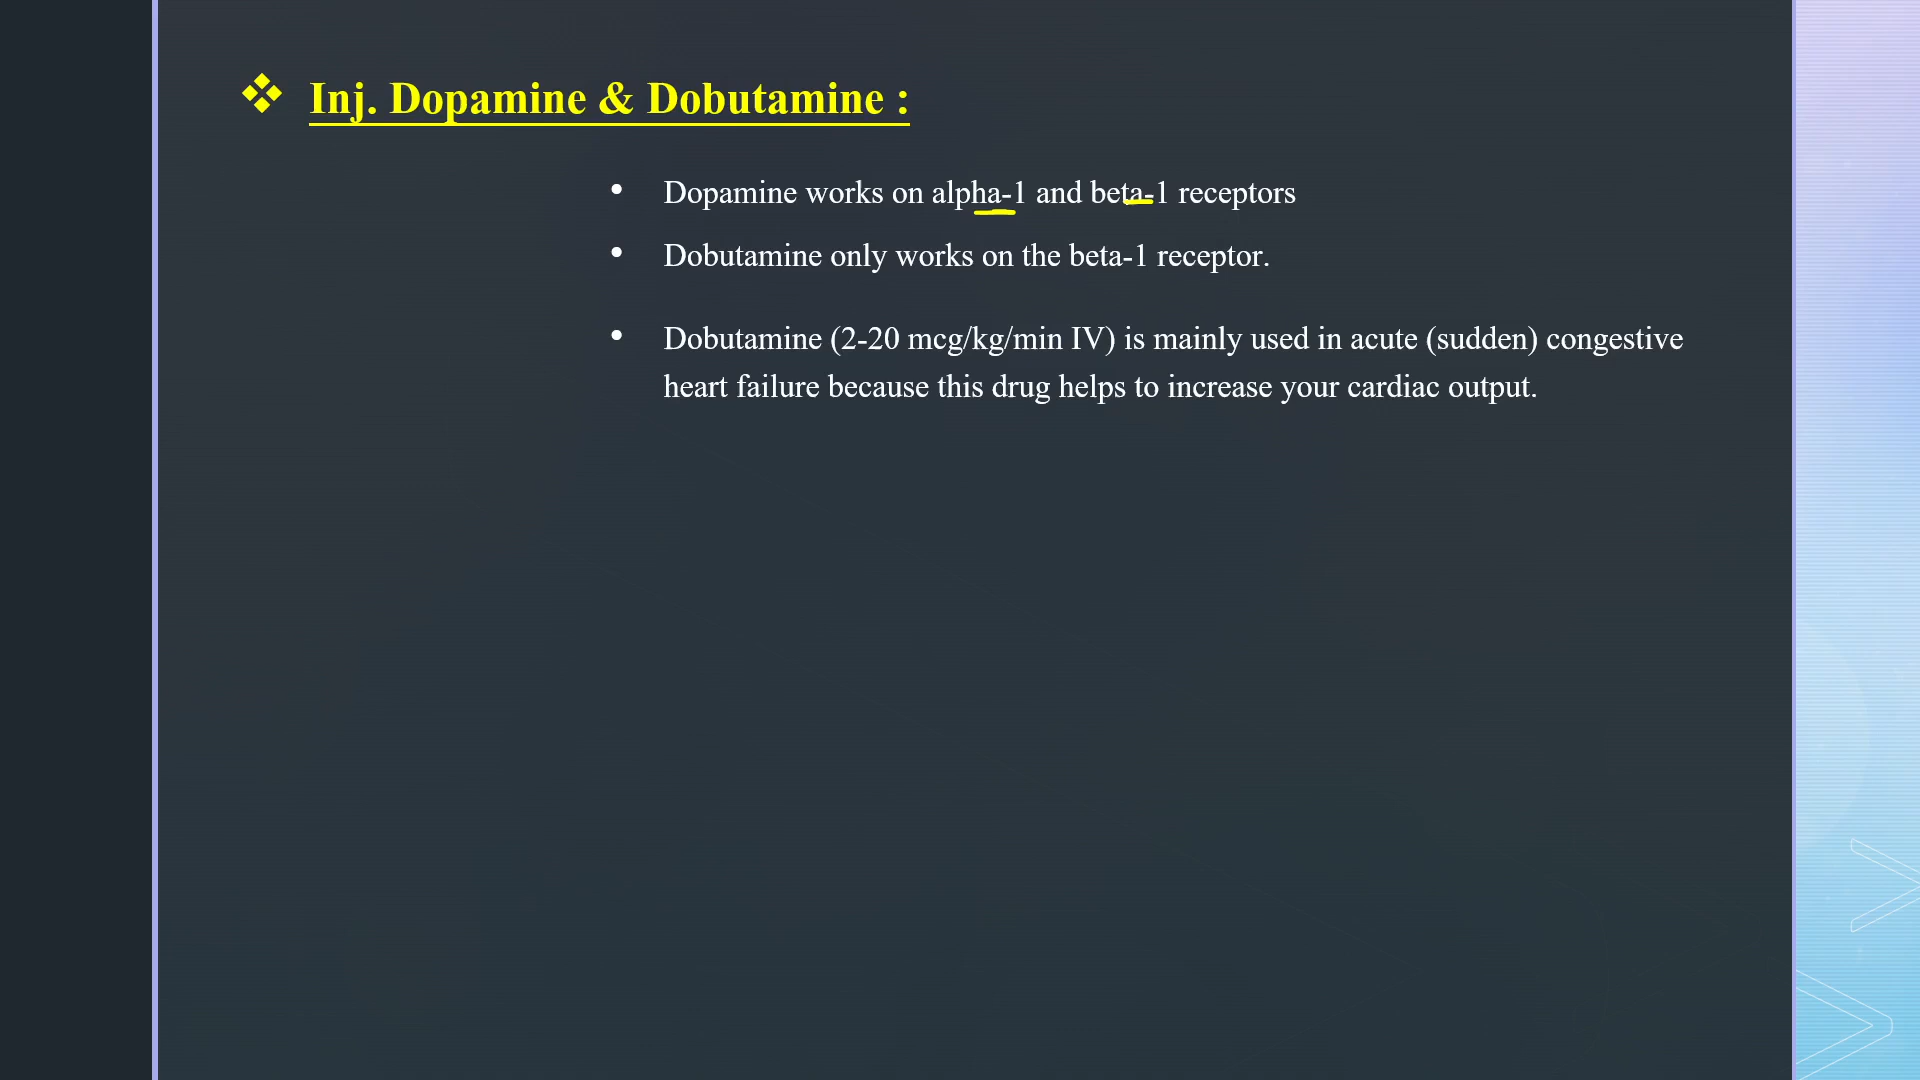 ❖ Inj. Dopamine & Dobutamine :
• Dopamine works on alpha-1 and beta-1 receptors
• Dobutamine only works on the beta-1 receptor.
• Dobutamine (2-20 mcg/kg/min IV) is mainly used in acute (sudden) congestive
heart failure because this drug helps to increase your cardiac output.